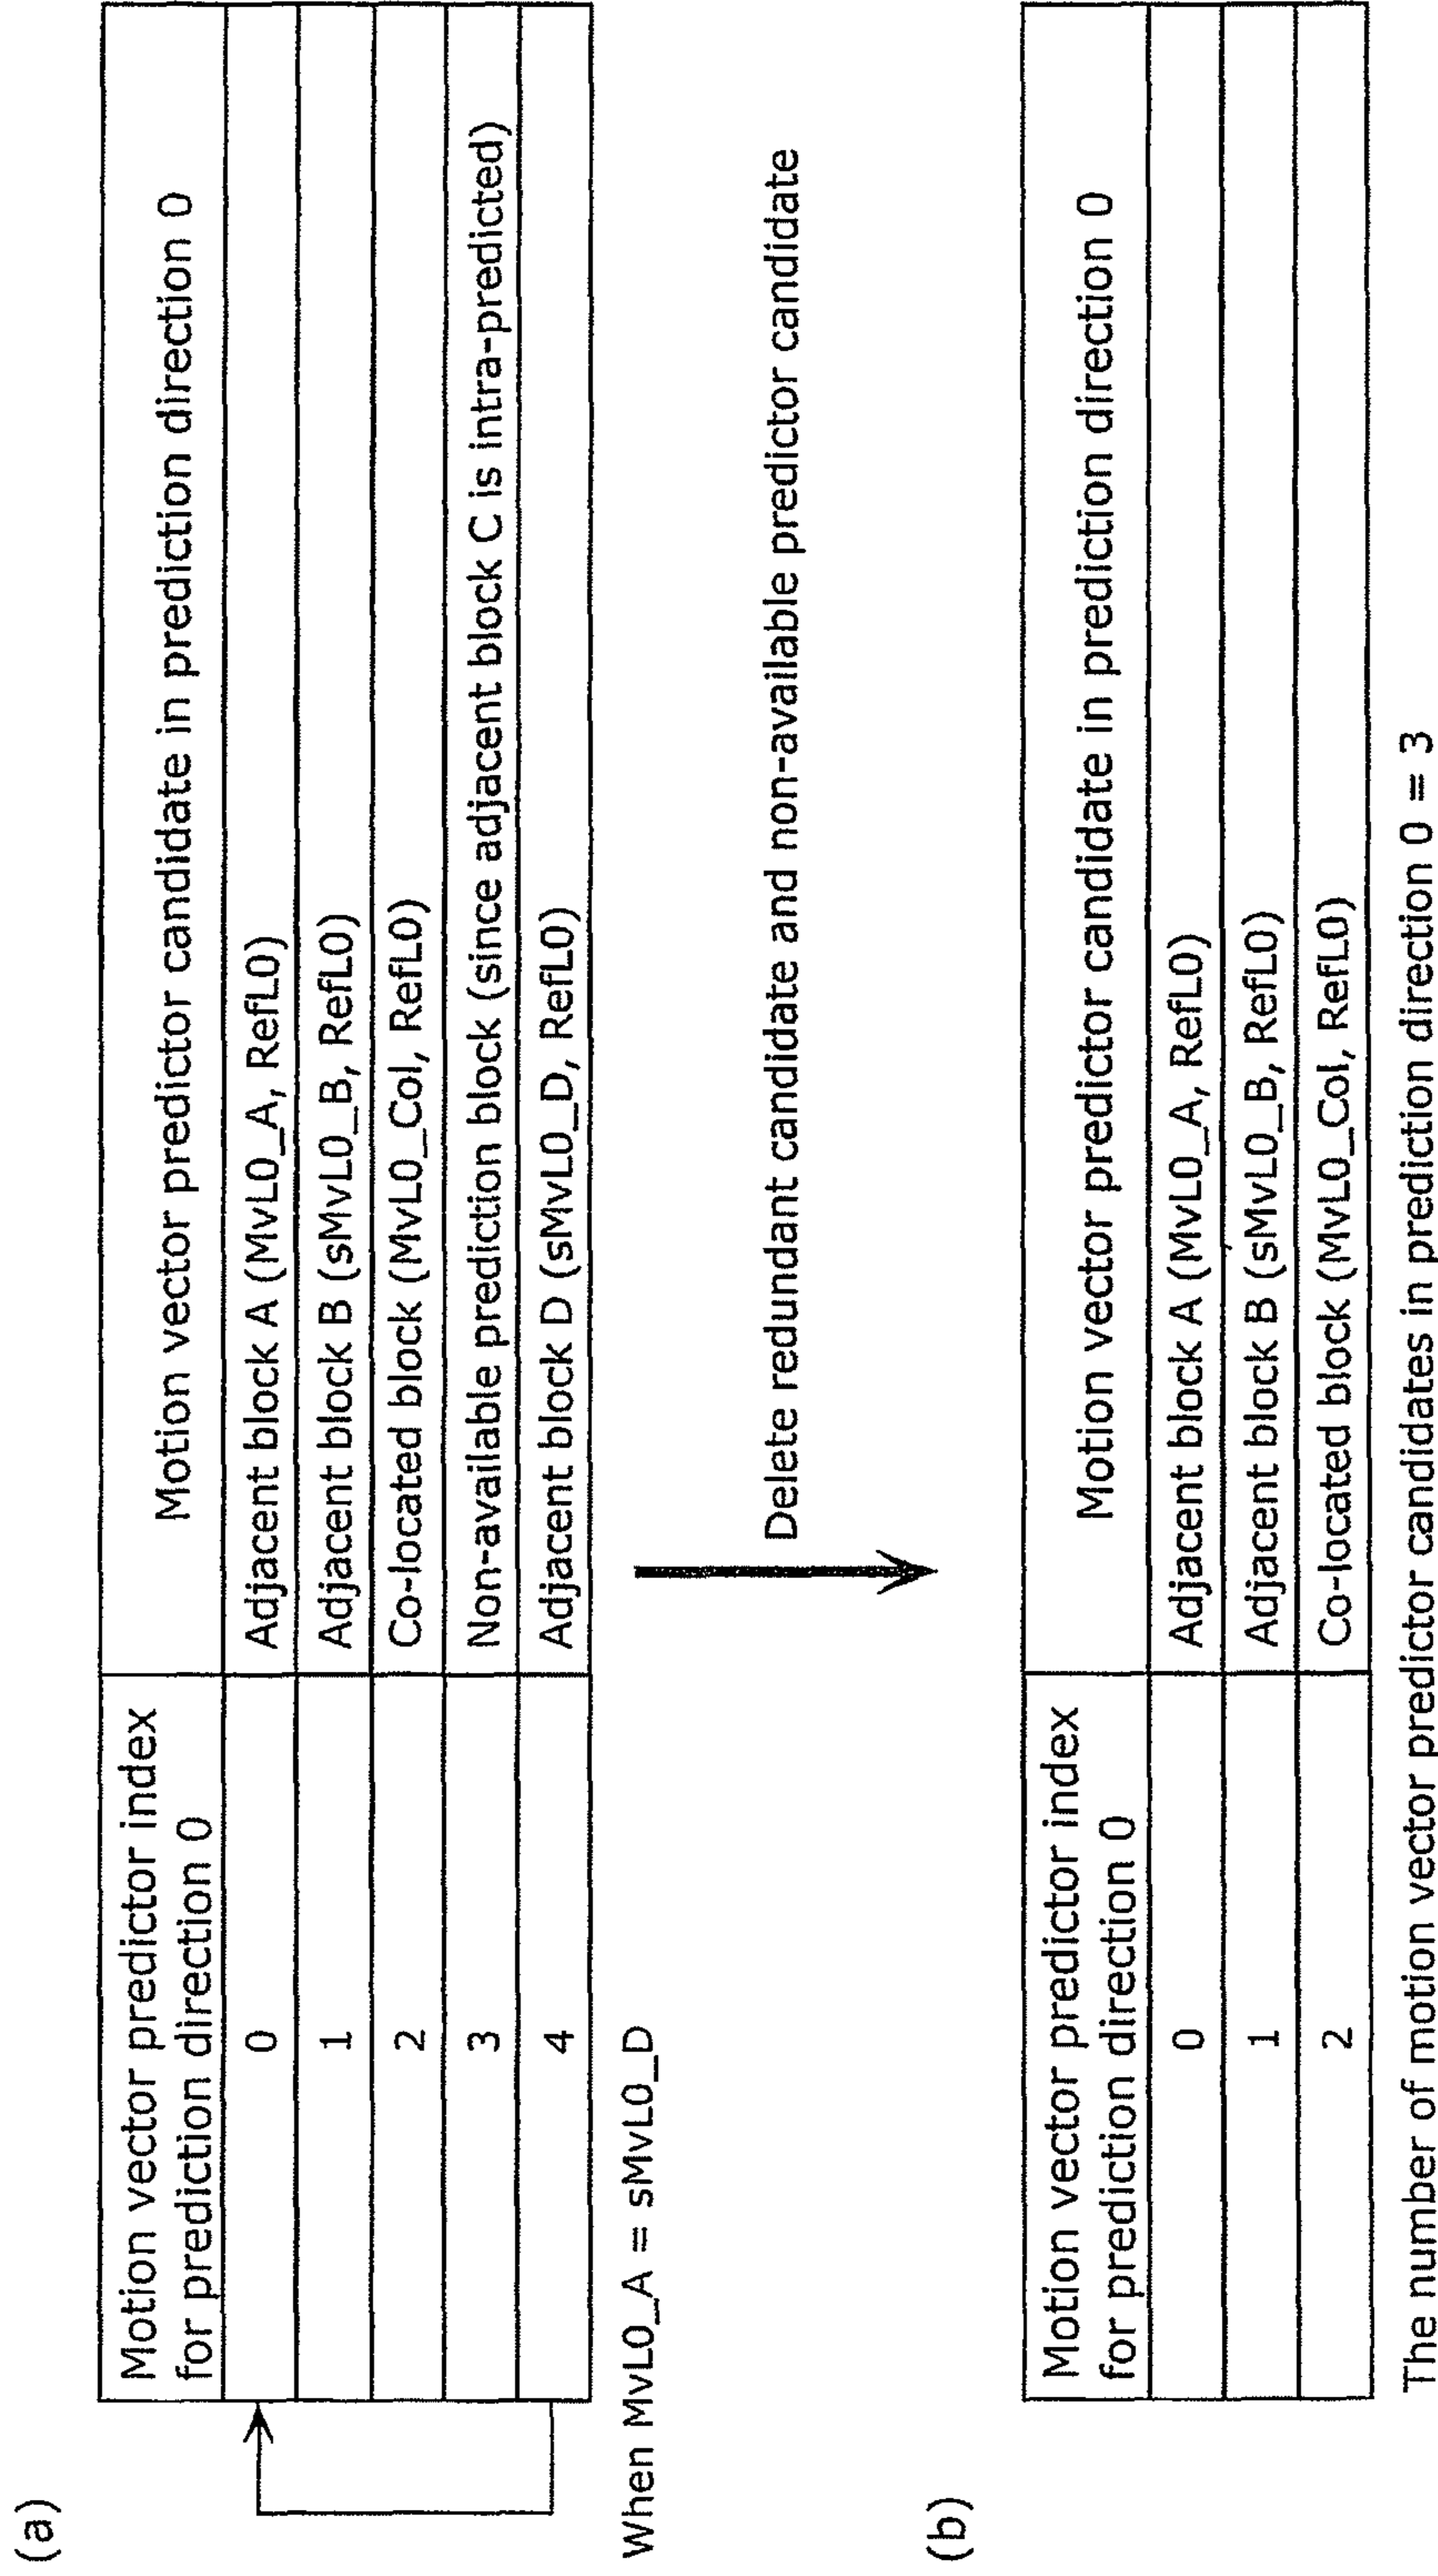 (a)
Motion vector predictor index
for prediction direction 0
Motion vector predictor candidate in prediction direction 0
0
Adjacent block A (MvL0_A, RefL0)
1
Adjacent block B (sMvL0_B, RefL0)
2
Co-located block (MvL0_Col, RefL0)
3
Non-available prediction block (since adjacent block C is intra-predicted)
4
Adjacent block D (sMvL0_D, RefL0)
When MvL0_A = sMvL0_D
Delete redundant candidate and non-available predictor candidate
(b)
Motion vector predictor index
for prediction direction 0
Motion vector predictor candidate in prediction direction 0
0
Adjacent block A (MvL0_A, RefL0)
1
Adjacent block B (sMvL0_B, RefL0)
2
Co-located block (MvL0_Col, RefL0)
The number of motion vector predictor candidates in prediction direction 0 = 3